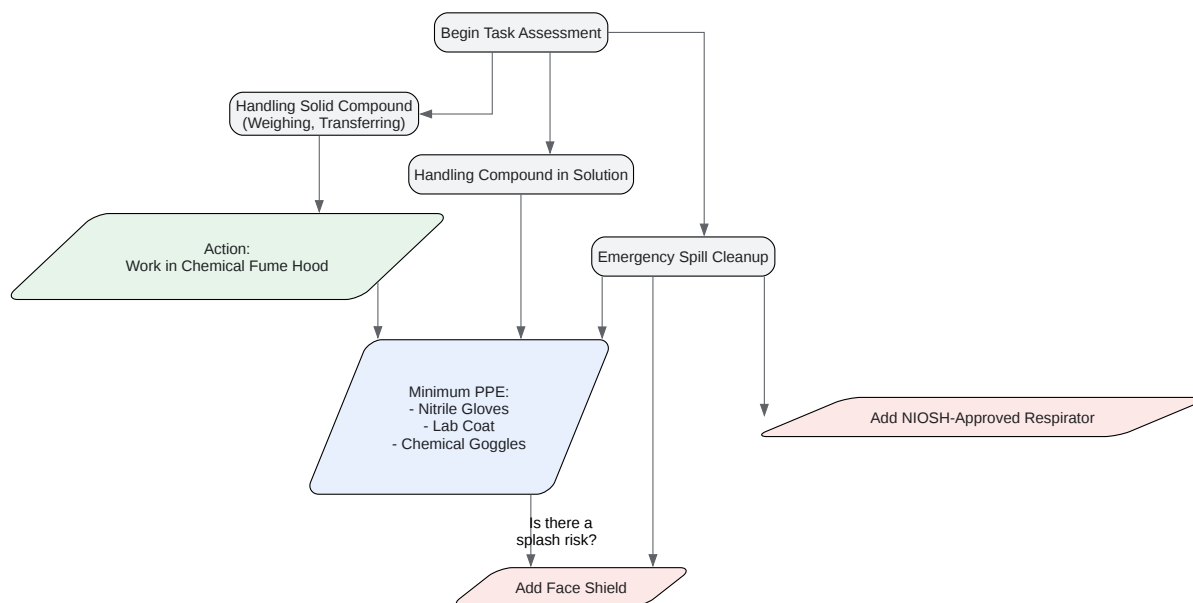 Begin Task Assessment
Handling Solid Compound
(Weighing, Transferring)
Handling Compound in Solution
Action:
Work in Chemical Fume Hood
Emergency Spill Cleanup
Minimum PPE:
- Nitrile Gloves
- Lab Coat
- Chemical Goggles
Add NIOSH-Approved Respirator
Is there a
splash risk?
Add Face Shield